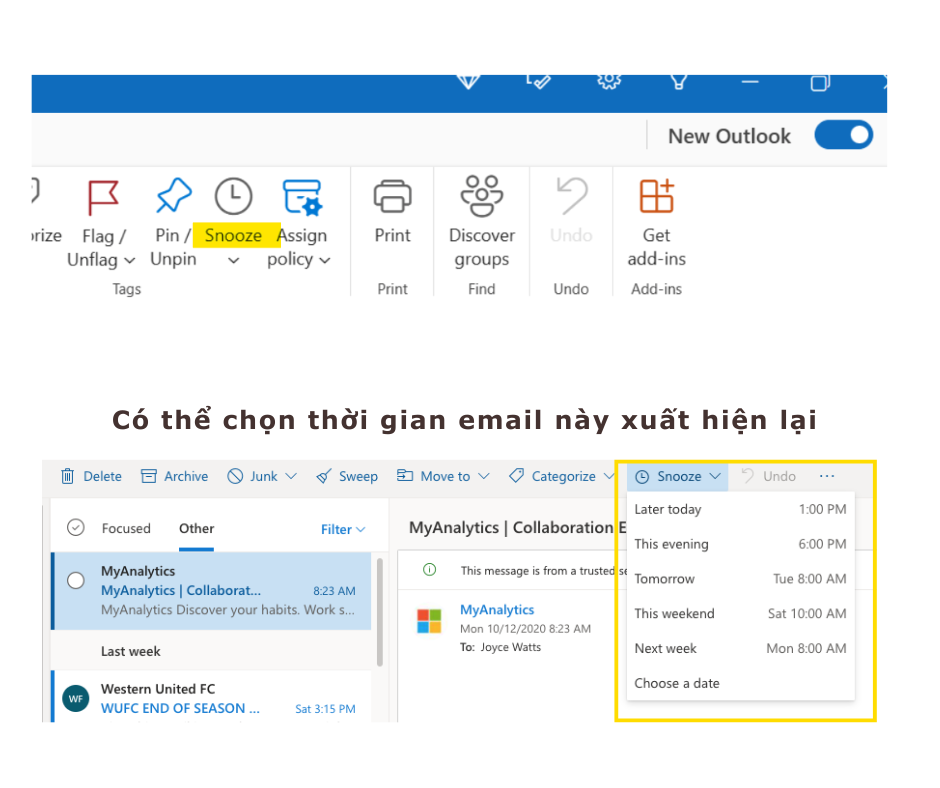 New Outlook
Flag / Pin / Snooze Assign
Unflag Unpin policy
Print
Discover
groups
Undo
Get
add-ins
Tags Print Find Undo Add-ins
Có thể chọn thời gian email này xuất hiện lại
Delete Archive Junk Sweep Move to Categorize Snooze Undo ...
Focused Other Filter
MyAnalytics
MyAnalytics | Collaborat... 8:23 AM
MyAnalytics Discover your habits. Work s...
Last week
Western United FC
WF
WUFC END OF SEASON ... Sat 3:15 PM
MyAnalytics | Collaboration E
This message is from a trusted se
MyAnalytics
Mon 10/12/2020 8:23 AM
To: Joyce Watts
Later today 1:00 PM
This evening 6:00 PM
Tomorrow Tue 8:00 AM
This weekend Sat 10:00 AM
Next week Mon 8:00 AM
Choose a date